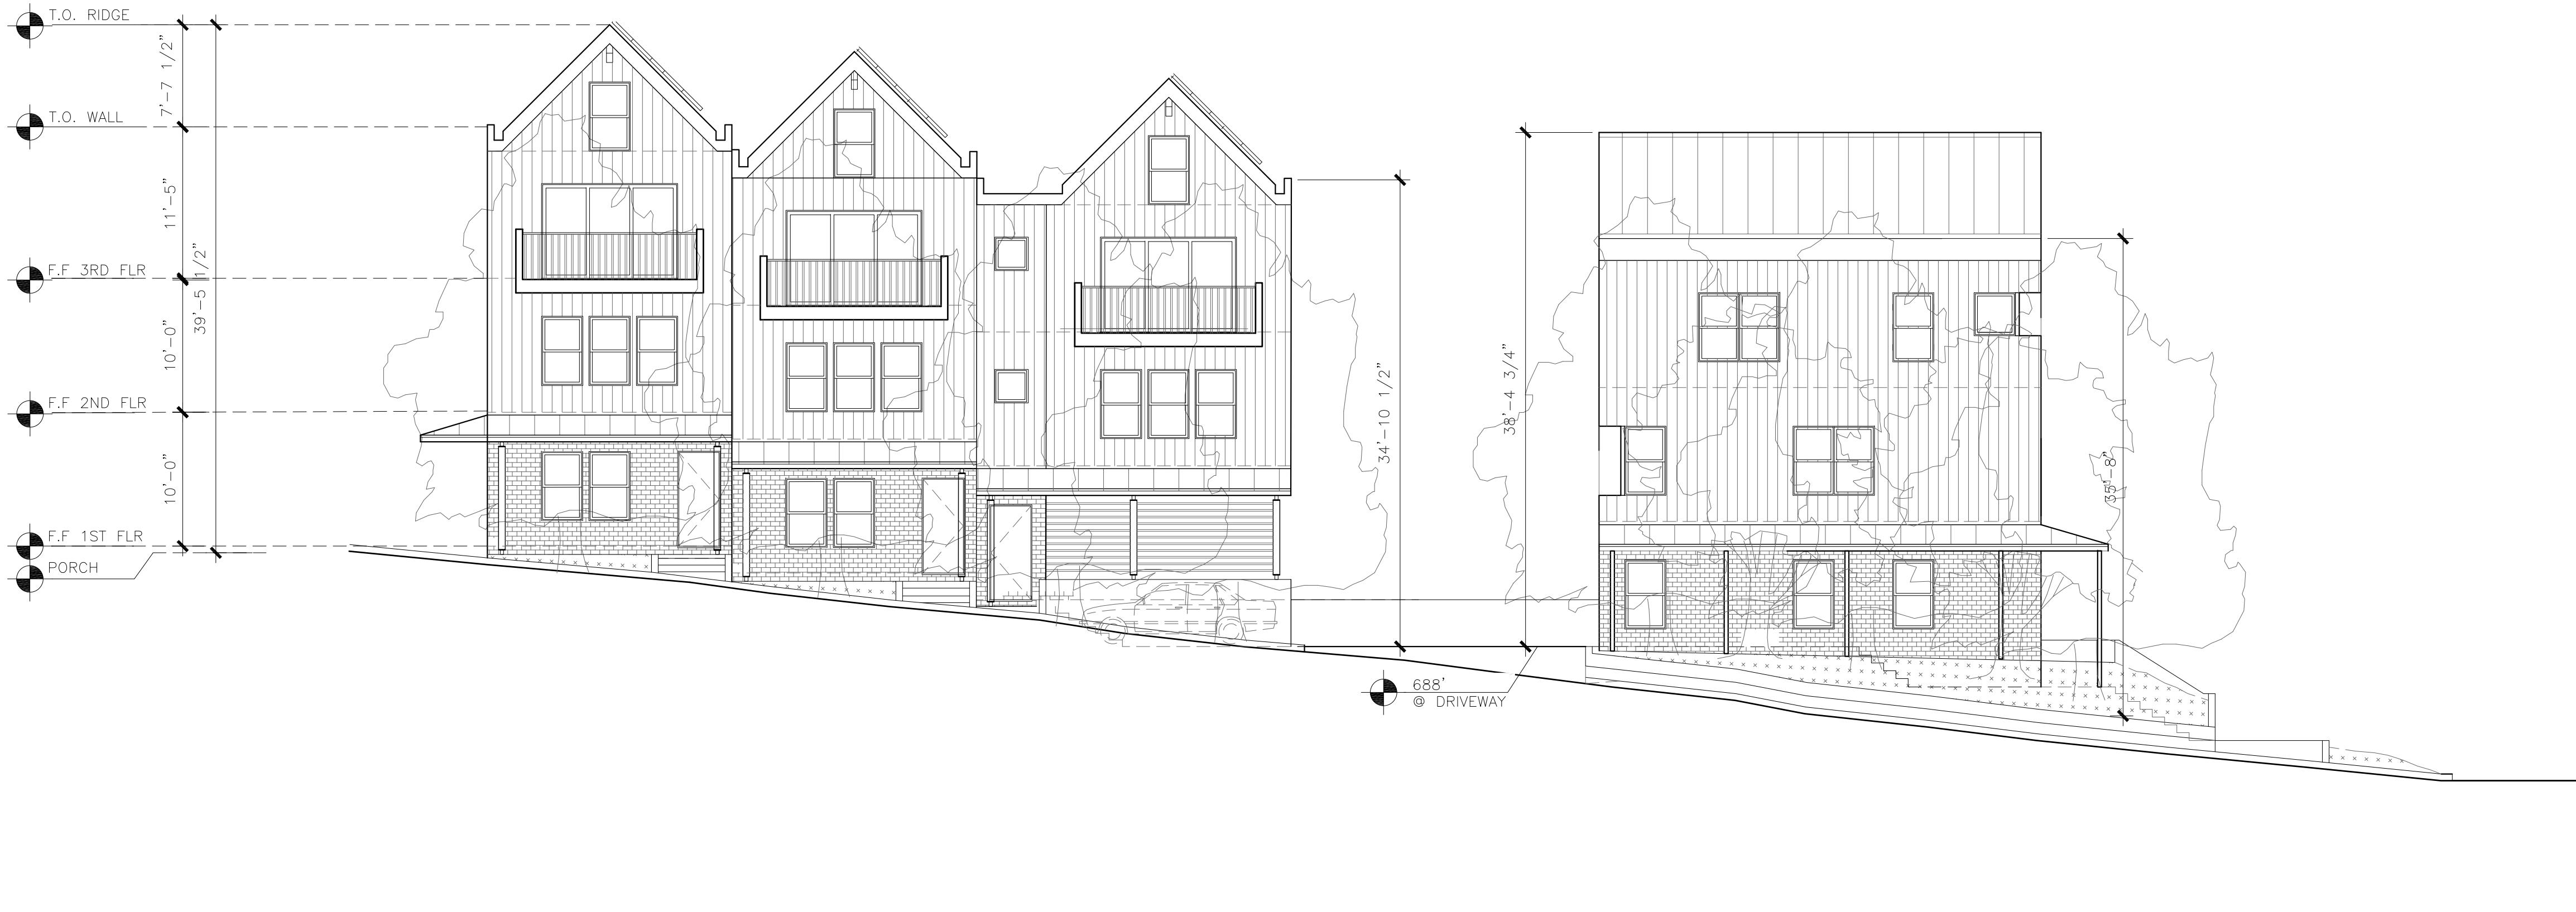 T.O. RIDGE
7'-7 1/2"
T.O. WALL
11'-5"
39'-5 1/2"
F.F 3RD FLR
10'-0"
F.F 2ND FLR
10'-0"
F.F 1ST FLR
PORCH
34'-10 1/2"
38'-4 3/4"
35'-8"
688'
@ DRIVEWAY